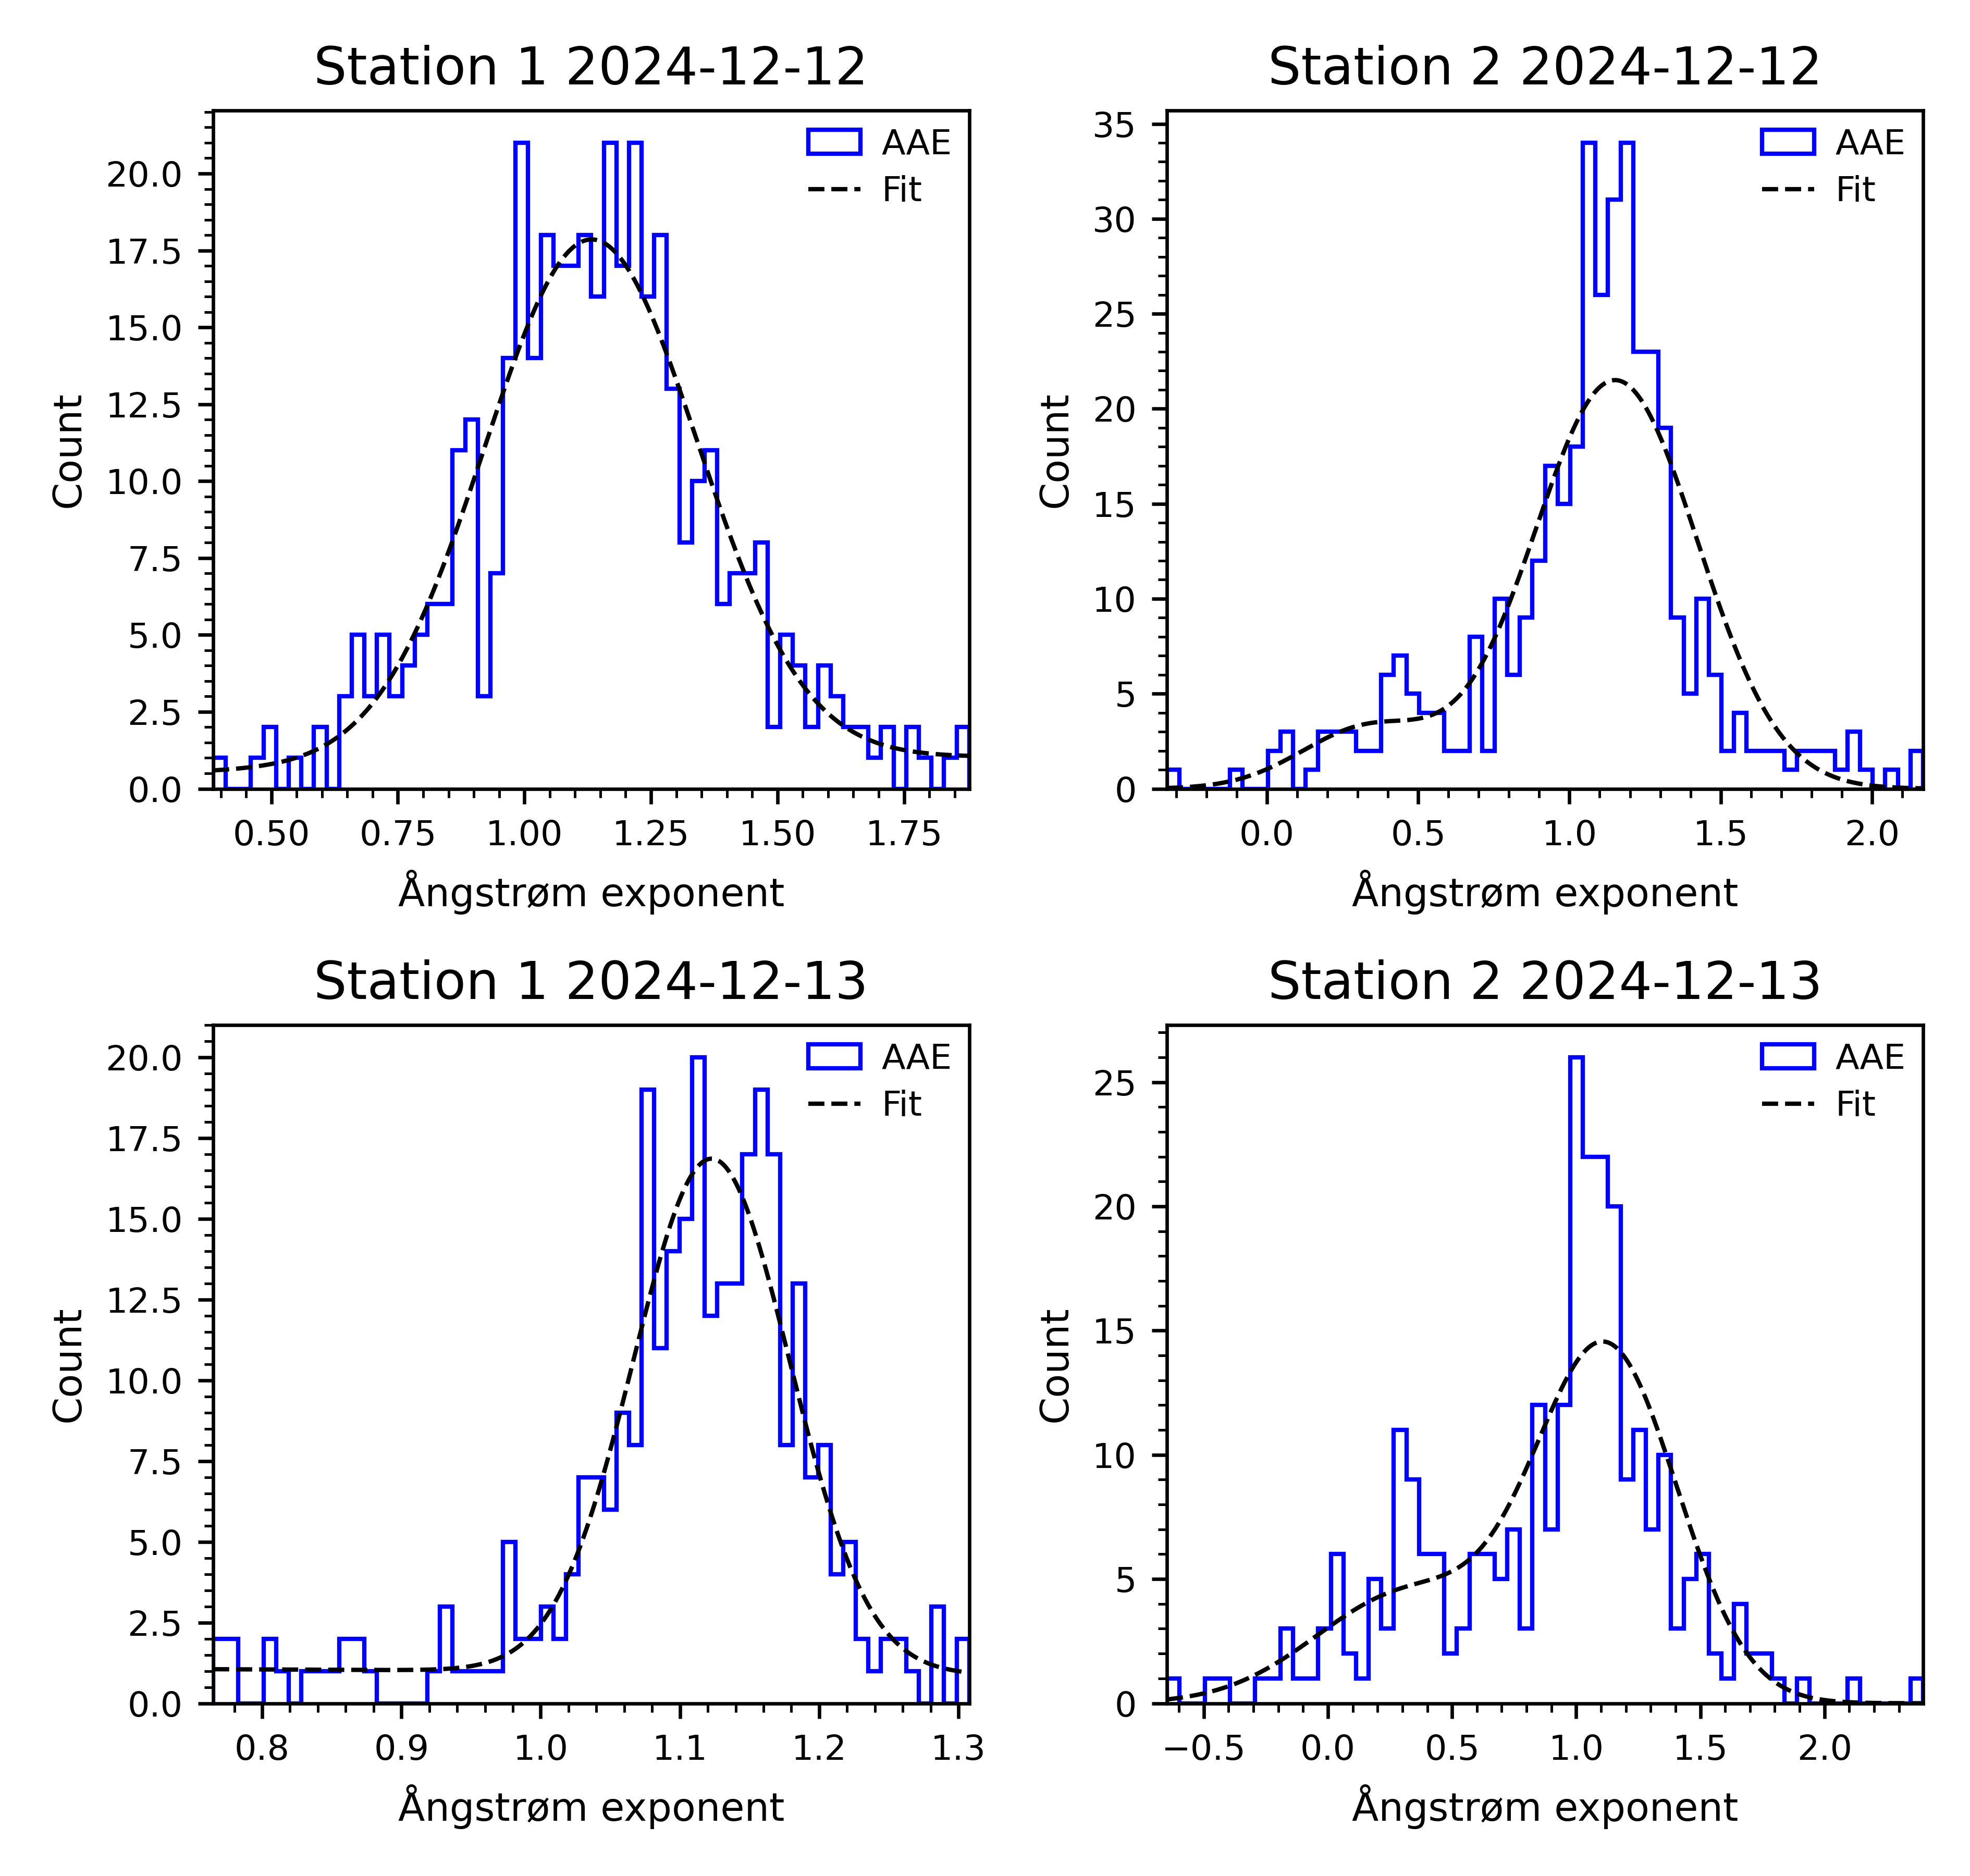 Station 1 2024-12-12
AAE
Fit
20.0
17.5
15.0
12.5
10.0
7.5
5.0
2.5
0.0
Count
0.50 0.75 1.00 1.25 1.50 1.75
Ångstrøm exponent
Station 2 2024-12-12
AAE
Fit
35
30
25
20
15
10
5
0
Count
0.0 0.5 1.0 1.5 2.0
Ångstrøm exponent
Station 1 2024-12-13
AAE
Fit
20.0
17.5
15.0
12.5
10.0
7.5
5.0
2.5
0.0
Count
0.8 0.9 1.0 1.1 1.2 1.3
Ångstrøm exponent
Station 2 2024-12-13
AAE
Fit
25
20
15
10
5
0
Count
−0.5 0.0 0.5 1.0 1.5 2.0
Ångstrøm exponent